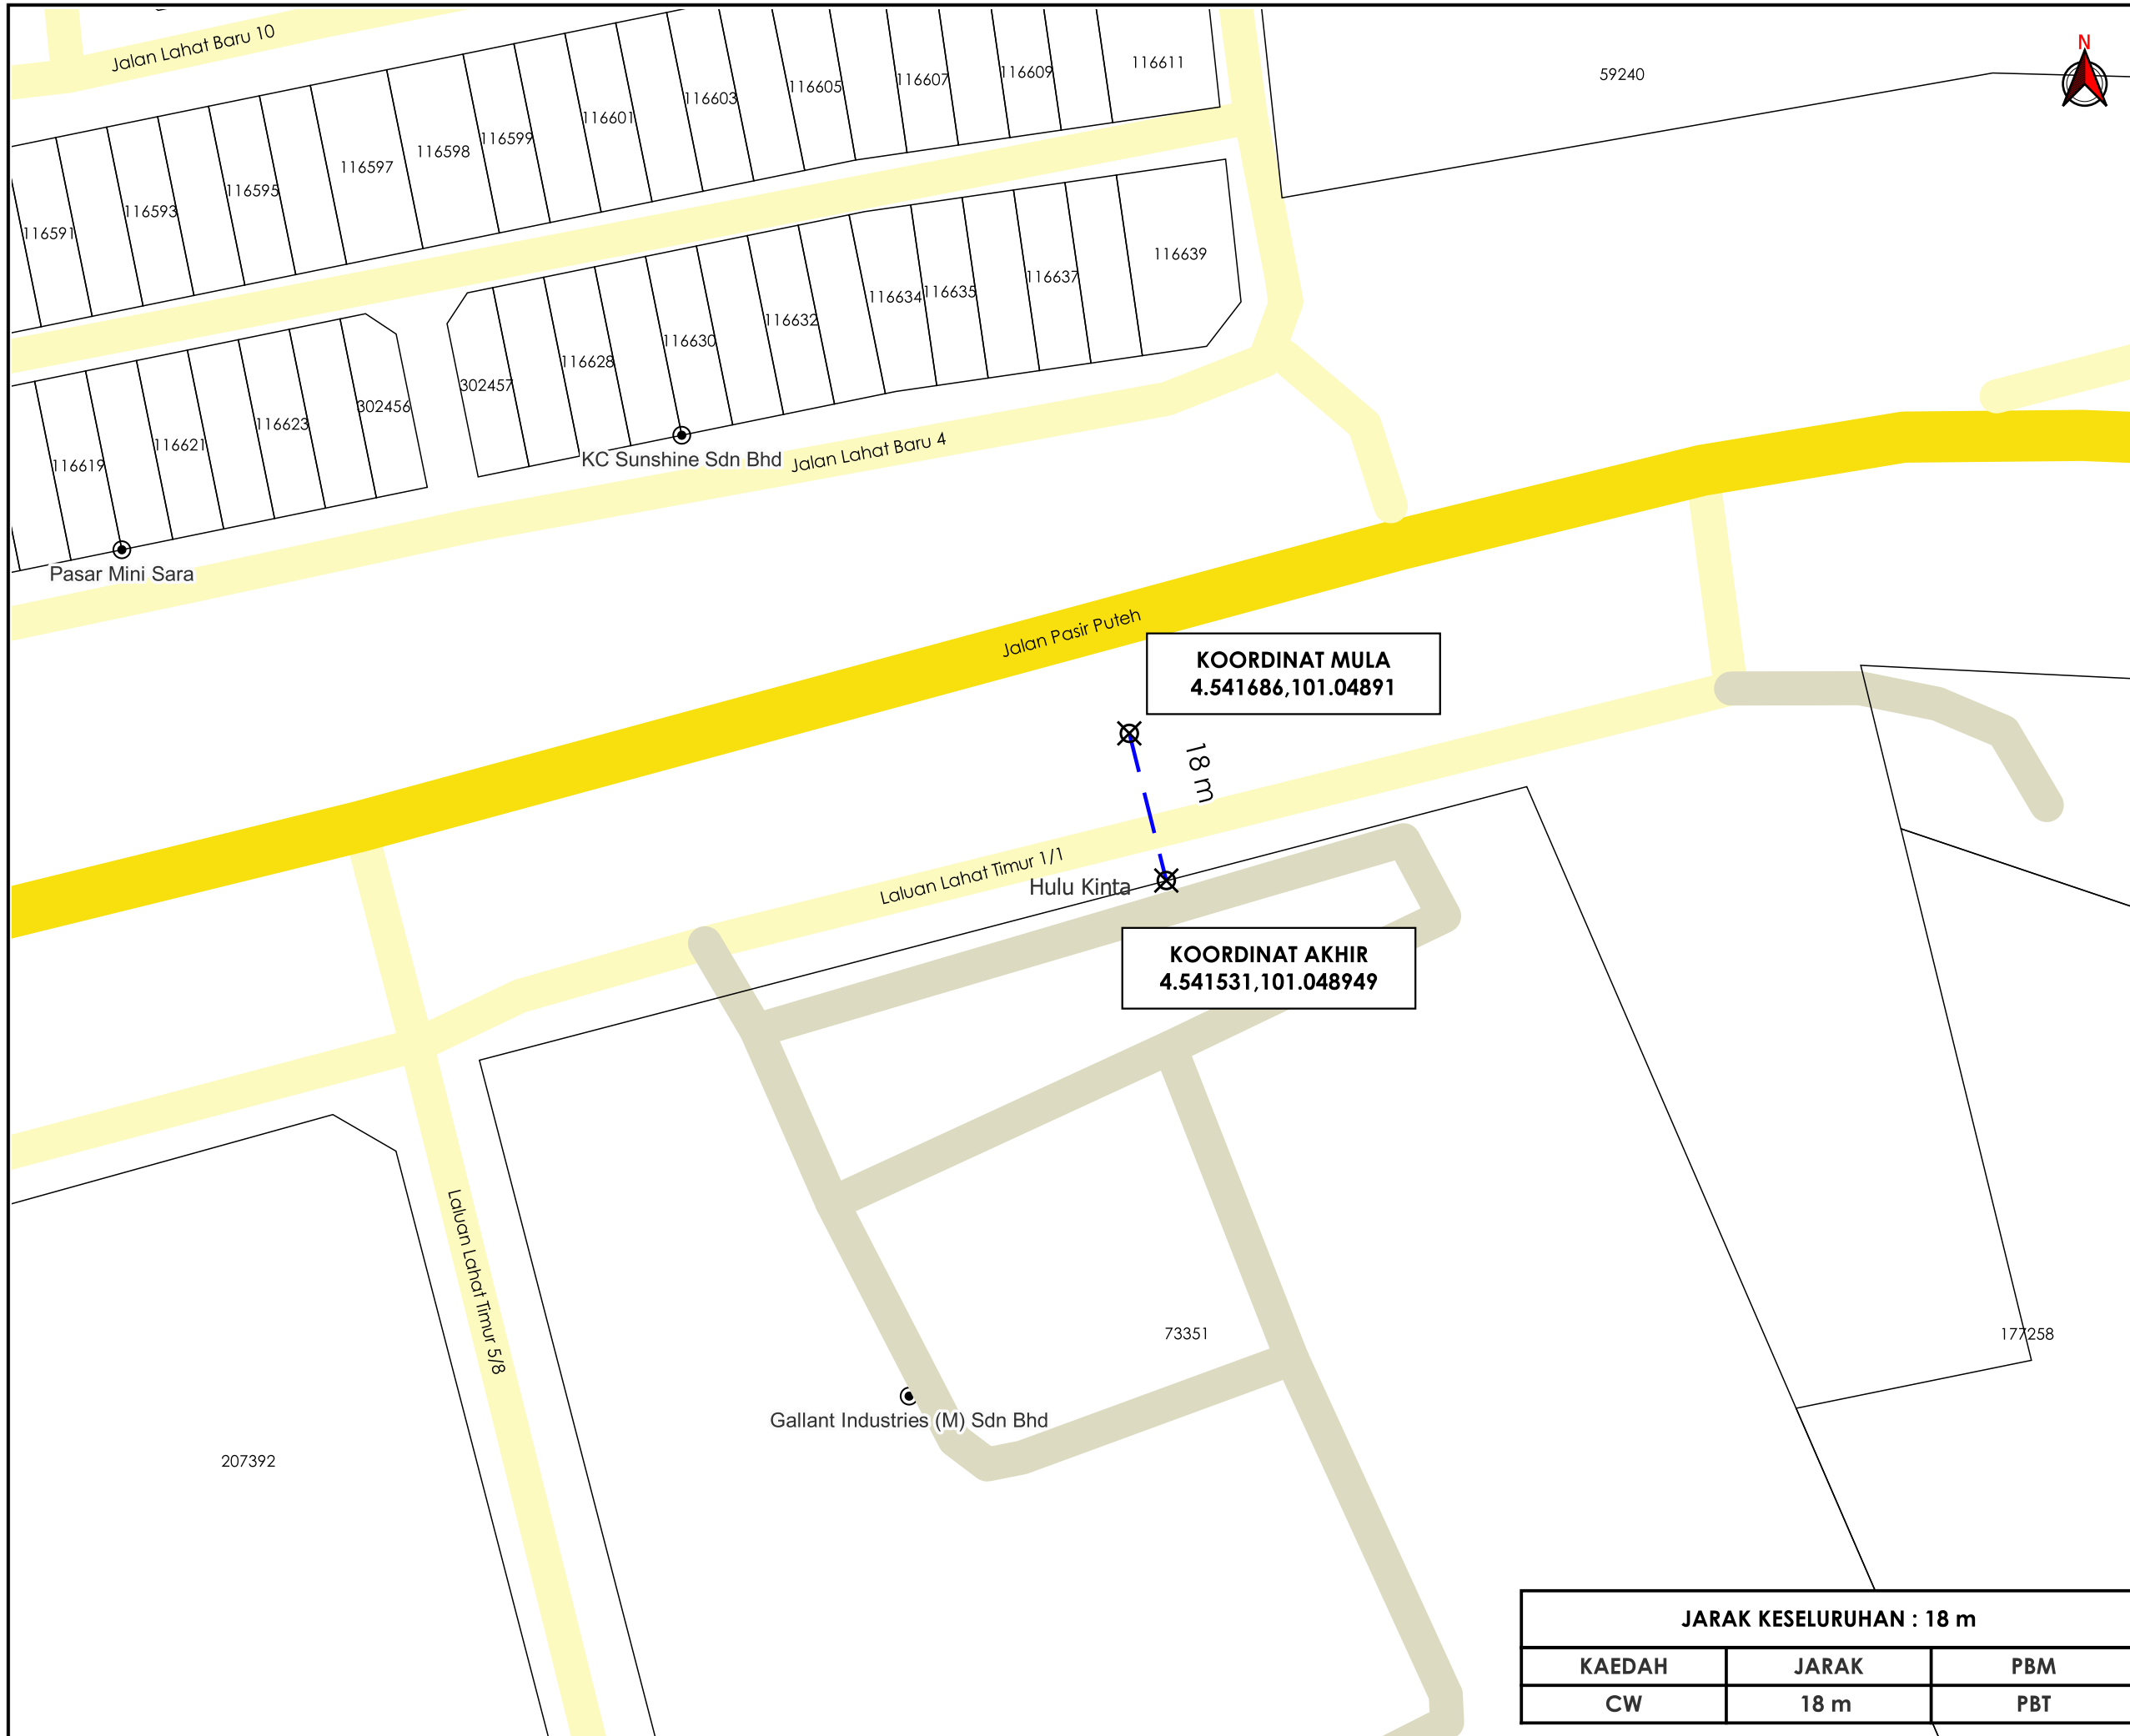 Jalan Lahat Baru 10
N
59240
116611
116609
116607
116605
116603
116601
116599
116598
116597
116595
116593
116591
116639
116637
116635
116634
116632
116630
116628
302457
302456
116623
116621
116619
KC Sunshine Sdn Bhd
Jalan Lahat Baru 4
Pasar Mini Sara
Jalan Pasir Puteh
KOORDINAT MULA
4.541686,101.04891
18 m
Laluan Lahat Timur 1/1
Hulu Kinta
KOORDINAT AKHIR
4.541531,101.048949
Laluan Lahat Timur 5/8
73351
177258
Gallant Industries (M) Sdn Bhd
207392
JARAK KESELURUHAN : 18 m
KAEDAH JARAK PBM
CW 18 m PBT